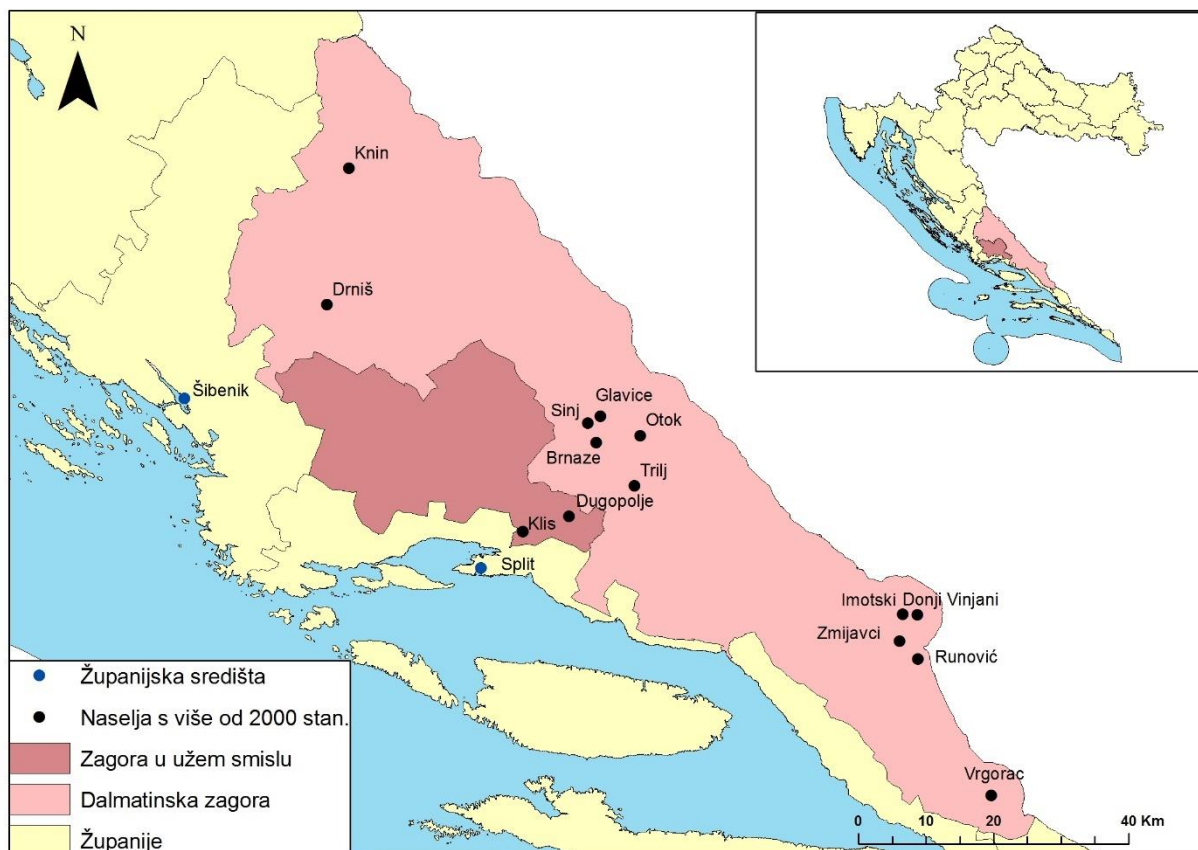 N
Knin
Drniš
Šibenik
Glavice
Sinj
Otok
Brnaze
Trilj
Dugopolje
Klis
Split
Imotski Donji Vinjani
Zmijavci
Runović
Vrgorac
0 10 20 40 Km
Županijska središta
Naselja s više od 2000 stan.
Zagora u užem smislu
Dalmatinska zagora
Županije